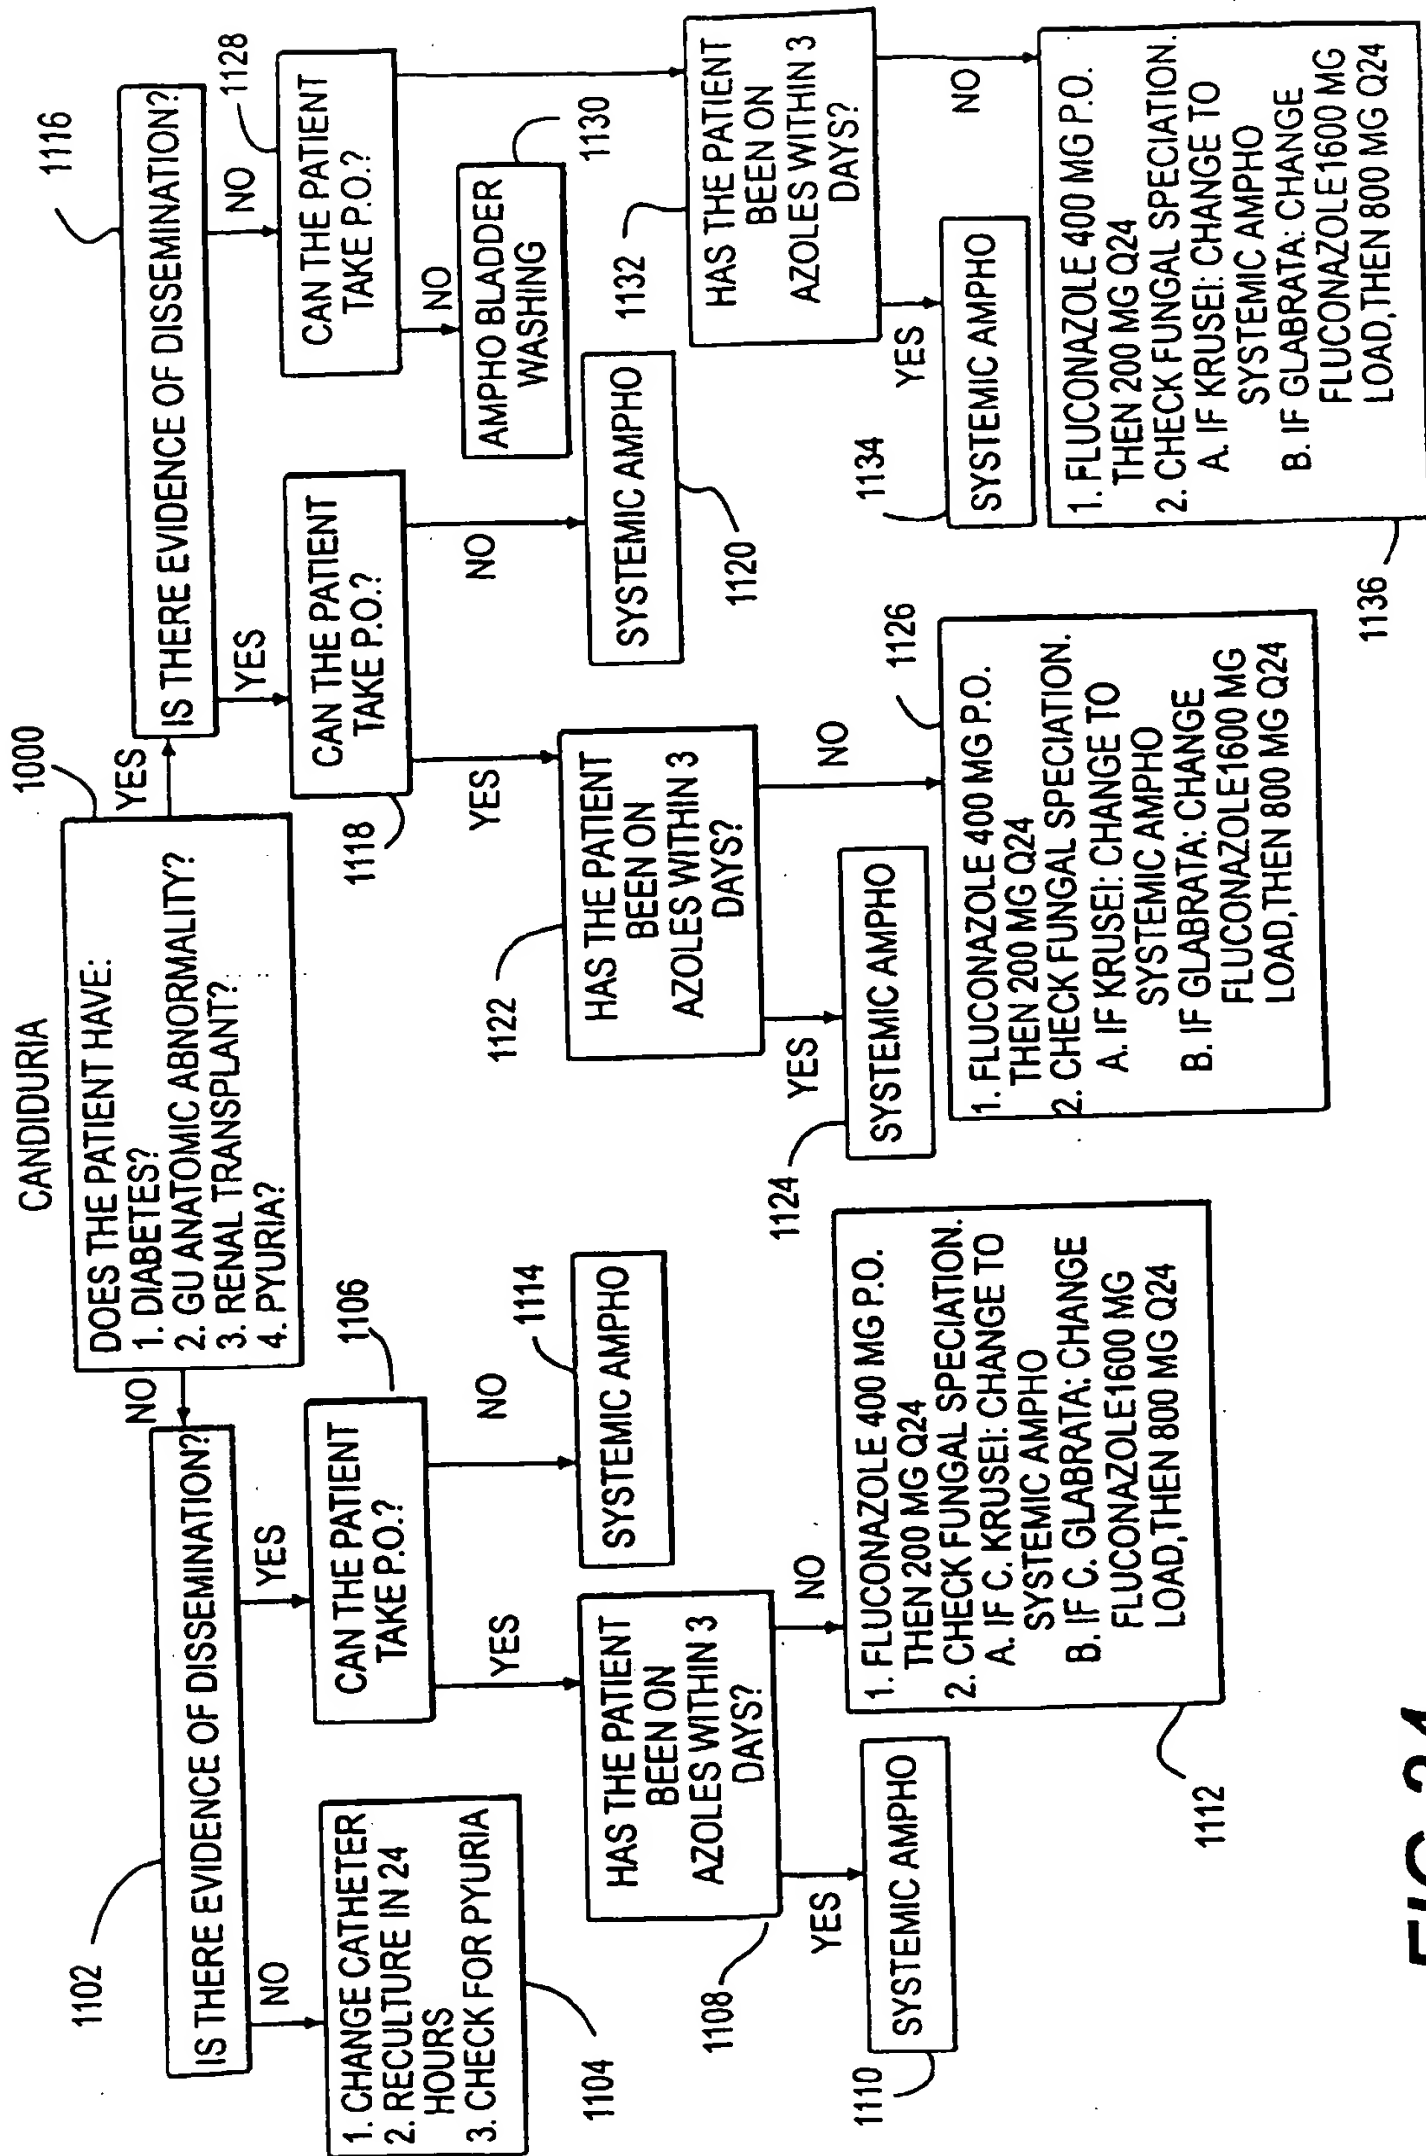 CANDIDURIA
1000
DOES THE PATIENT HAVE:
1. DIABETES?
2. GU ANATOMIC ABNORMALITY?
3. RENAL TRANSPLANT?
4. PYURIA?
NO
YES
1102
IS THERE EVIDENCE OF DISSEMINATION?
NO
YES
1. CHANGE CATHETER
2. RECULTURE IN 24
HOURS
3. CHECK FOR PYURIA
1104
1106
CAN THE PATIENT
TAKE P.O.?
YES
NO
1114
SYSTEMIC AMPHO
HAS THE PATIENT
BEEN ON
AZOLES WITHIN 3
DAYS?
1108
YES
NO
SYSTEMIC AMPHO
1110
1. FLUCONAZOLE 400 MG P.O.
THEN 200 MG Q24
2. CHECK FUNGAL SPECIATION.
A. IF C. KRUSEI: CHANGE TO
SYSTEMIC AMPHO
B. IF C. GLABRATA: CHANGE
FLUCONAZOLE1600 MG
LOAD,THEN 800 MG Q24
1112
1116
IS THERE EVIDENCE OF DISSEMINATION?
YES
NO
CAN THE PATIENT
TAKE P.O.?
1118
YES
NO
SYSTEMIC AMPHO
1120
1122
HAS THE PATIENT
BEEN ON
AZOLES WITHIN 3
DAYS?
YES
NO
1124
SYSTEMIC AMPHO
1126
1. FLUCONAZOLE 400 MG P.O.
THEN 200 MG Q24
2. CHECK FUNGAL SPECIATION.
A. IF KRUSEI: CHANGE TO
SYSTEMIC AMPHO
B. IF GLABRATA: CHANGE
FLUCONAZOLE1600 MG
LOAD,THEN 800 MG Q24
1128
CAN THE PATIENT
TAKE P.O.?
NO
AMPHO BLADDER
WASHING
1130
1132
HAS THE PATIENT
BEEN ON
AZOLES WITHIN 3
DAYS?
YES
NO
1134
SYSTEMIC AMPHO
1. FLUCONAZOLE 400 MG P.O.
THEN 200 MG Q24
2. CHECK FUNGAL SPECIATION.
A. IF KRUSEI: CHANGE TO
SYSTEMIC AMPHO
B. IF GLABRATA: CHANGE
FLUCONAZOLE1600 MG
LOAD,THEN 800 MG Q24
1136